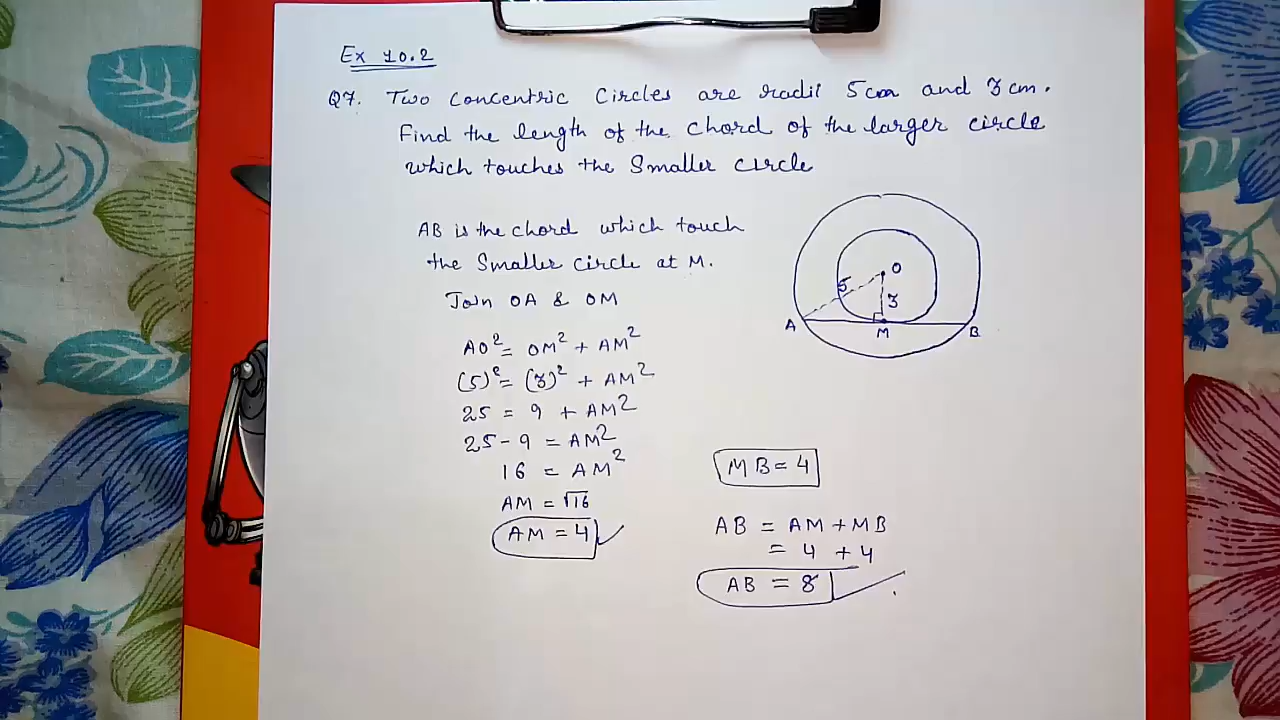 Ex 10.2
Q7. Two Concentric Circles are radii 5cm and 3cm.
Find the length of the chord of the larger circle
which touches the Smaller circle
AB is the chord which touch
the Smaller circle at M.
Join OA & OM
AO² = OM² + AM²
(5)² = (3)² + AM²
25 = 9 + AM²
25 - 9 = AM²
16 = AM²
AM = √16
AM = 4
O
5
3
A
M
B
MB = 4
AB = AM + MB
= 4 + 4
AB = 8